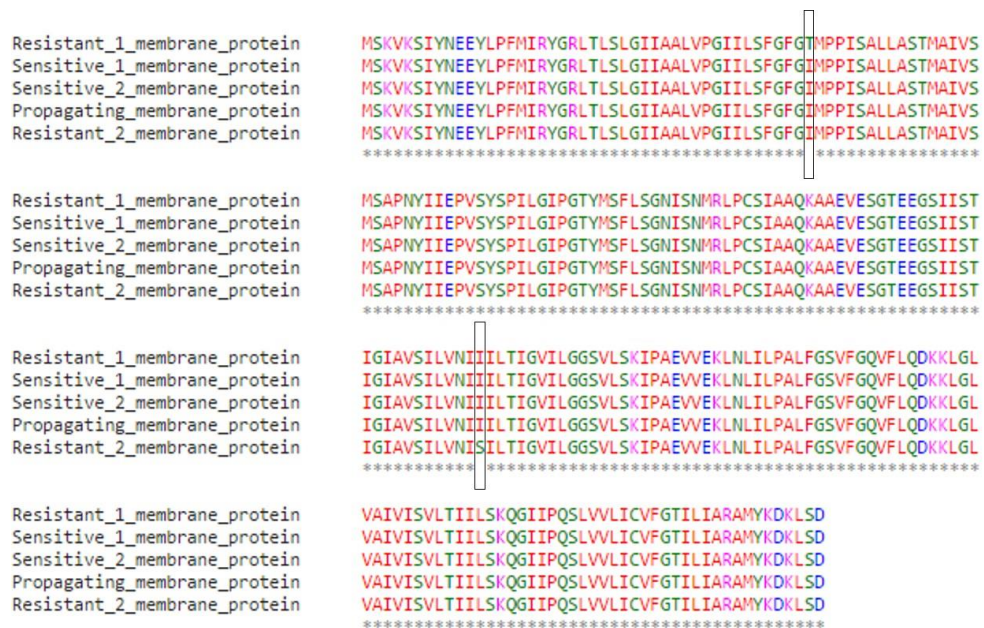 Resistant_1_membrane_protein MSKVKSIYNEEYLPFMIRYGRLTLSLGIIAALVPGIILSFGFGTMPPISALLASTMAIVS
Sensitive_1_membrane_protein MSKVKSIYNEEYLPFMIRYGRLTLSLGIIAALVPGIILSFGFGIMPPISALLASTMAIVS
Sensitive_2_membrane_protein MSKVKSIYNEEYLPFMIRYGRLTLSLGIIAALVPGIILSFGFGIMPPISALLASTMAIVS
Propagating_membrane_protein MSKVKSIYNEEYLPFMIRYGRLTLSLGIIAALVPGIILSFGFGIMPPISALLASTMAIVS
Resistant_2_membrane_protein MSKVKSIYNEEYLPFMIRYGRLTLSLGIIAALVPGIILSFGFGIMPPISALLASTMAIVS
******************************************* ****************
Resistant_1_membrane_protein MSAPNYIIEPVSYSPILGIPGTYMSFLSGNISNMRLPCSIAAQKAAEVESGTEEGSIIST
Sensitive_1_membrane_protein MSAPNYIIEPVSYSPILGIPGTYMSFLSGNISNMRLPCSIAAQKAAEVESGTEEGSIIST
Sensitive_2_membrane_protein MSAPNYIIEPVSYSPILGIPGTYMSFLSGNISNMRLPCSIAAQKAAEVESGTEEGSIIST
Propagating_membrane_protein MSAPNYIIEPVSYSPILGIPGTYMSFLSGNISNMRLPCSIAAQKAAEVESGTEEGSIIST
Resistant_2_membrane_protein MSAPNYIIEPVSYSPILGIPGTYMSFLSGNISNMRLPCSIAAQKAAEVESGTEEGSIIST
************************************************************
Resistant_1_membrane_protein IGIAVSILVNIIILTIGVILGGSVLSKIPAEVVEKLNLILPALFGSVFGQVFLQDKKLGL
Sensitive_1_membrane_protein IGIAVSILVNIIILTIGVILGGSVLSKIPAEVVEKLNLILPALFGSVFGQVFLQDKKLGL
Sensitive_2_membrane_protein IGIAVSILVNIIILTIGVILGGSVLSKIPAEVVEKLNLILPALFGSVFGQVFLQDKKLGL
Propagating_membrane_protein IGIAVSILVNIIILTIGVILGGSVLSKIPAEVVEKLNLILPALFGSVFGQVFLQDKKLGL
Resistant_2_membrane_protein IGIAVSILVNISILTIGVILGGSVLSKIPAEVVEKLNLILPALFGSVFGQVFLQDKKLGL
*********** ************************************************
Resistant_1_membrane_protein VAIVISVLTIILSKQGIIPQSLVVLICVFGTILIARAMYKDKLSD
Sensitive_1_membrane_protein VAIVISVLTIILSKQGIIPQSLVVLICVFGTILIARAMYKDKLSD
Sensitive_2_membrane_protein VAIVISVLTIILSKQGIIPQSLVVLICVFGTILIARAMYKDKLSD
Propagating_membrane_protein VAIVISVLTIILSKQGIIPQSLVVLICVFGTILIARAMYKDKLSD
Resistant_2_membrane_protein VAIVISVLTIILSKQGIIPQSLVVLICVFGTILIARAMYKDKLSD
*********************************************